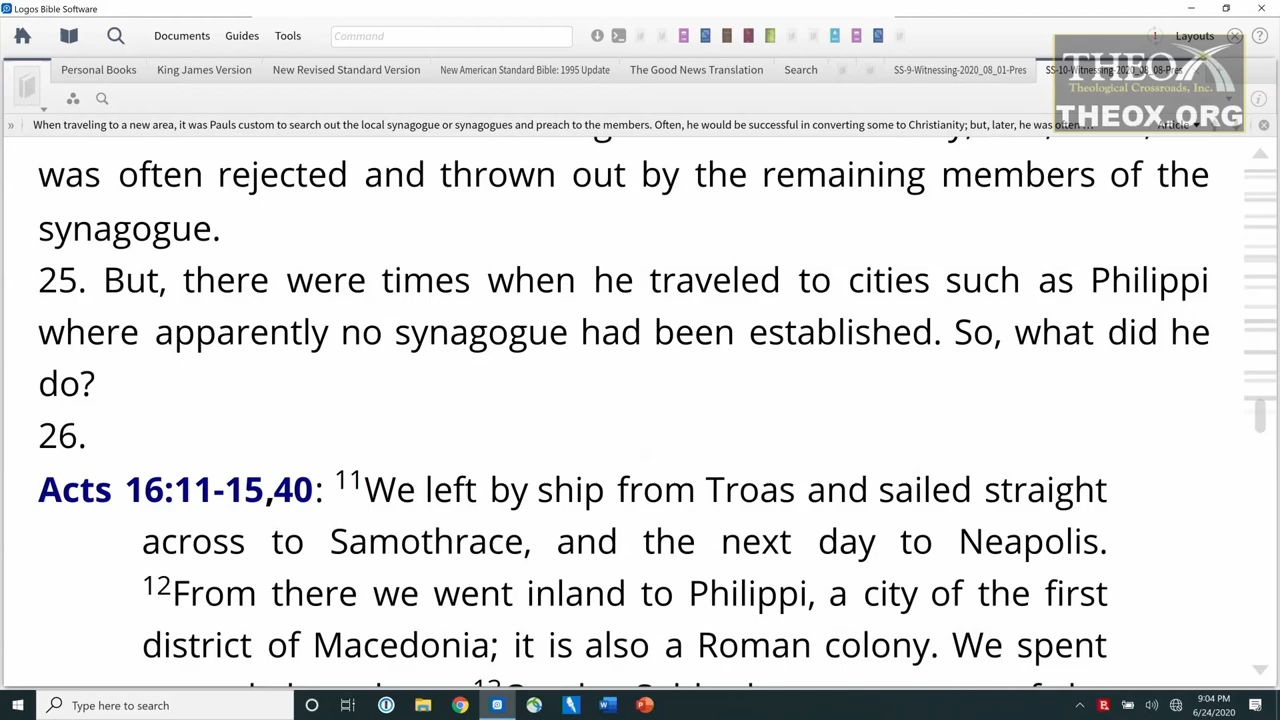 Logos Bible Software
Documents Guides Tools Command Layouts
Personal Books King James Version New Revised Stan can Standard Bible: 1995 Update The Good News Translation Search SS-9-Witnessing-2020_08_01-Pres SS-10-Witnessing-2020_08_08-Pres
THEOX
Theological Crossroads, Inc.
THEOX.ORG
» When traveling to a new area, it was Pauls custom to search out the local synagogue or synagogues and preach to the members. Often, he would be successful in converting some to Christianity; but, later, he was often ... Article
was often rejected and thrown out by the remaining members of the
synagogue.
25. But, there were times when he traveled to cities such as Philippi
where apparently no synagogue had been established. So, what did he
do?
26.
Acts 16:11-15,40: 11We left by ship from Troas and sailed straight
across to Samothrace, and the next day to Neapolis.
12From there we went inland to Philippi, a city of the first
district of Macedonia; it is also a Roman colony. We spent
Type here to search
9:04 PM
6/24/2020